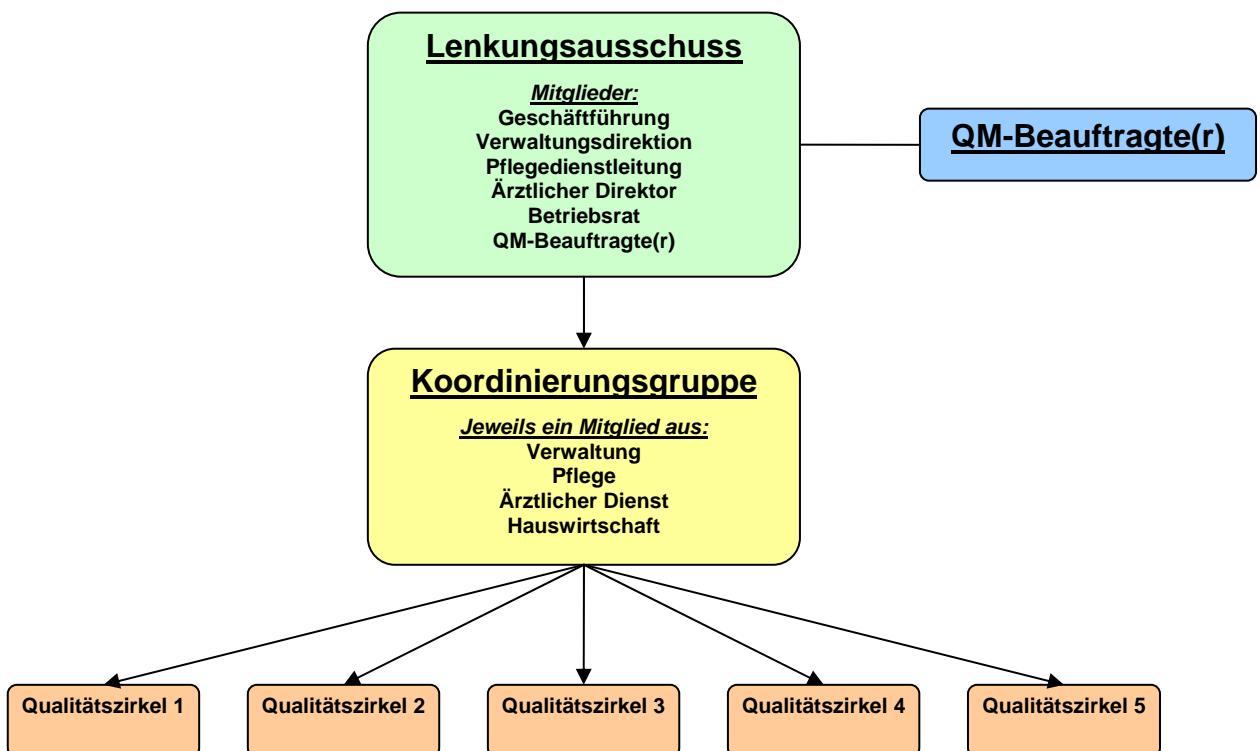 Lenkungsausschuss
Mitglieder:
Geschäftführung
Verwaltungsdirektion
Pflegedienstleitung
Ärztlicher Direktor
Betriebsrat
QM-Beauftragte(r)
QM-Beauftragte(r)
Koordinierungsgruppe
Jeweils ein Mitglied aus:
Verwaltung
Pflege
Ärztlicher Dienst
Hauswirtschaft
Qualitätszirkel 1
Qualitätszirkel 2
Qualitätszirkel 3
Qualitätszirkel 4
Qualitätszirkel 5